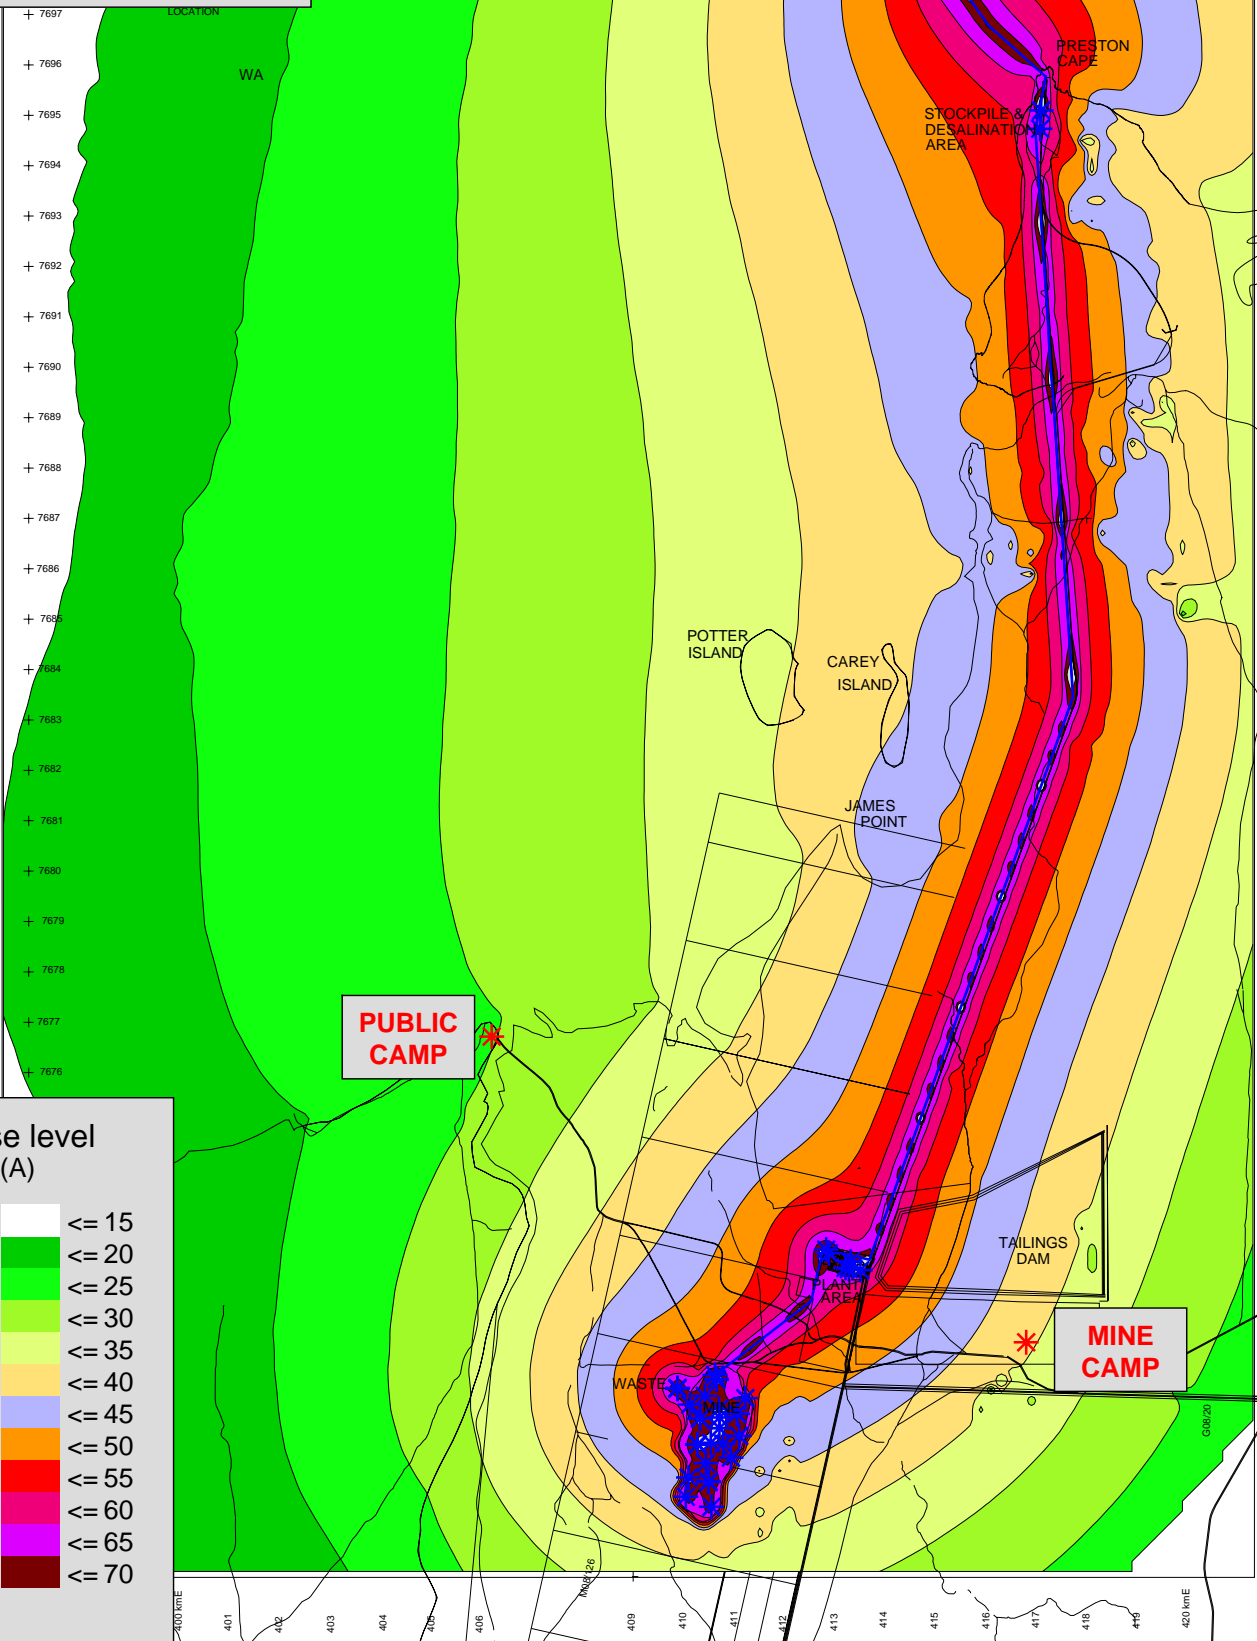 7697
LOCATION
PRESTON
CAPE
7696
WA
7695
STOCKPILE &
DESALINATION
AREA
7694
7693
7692
7691
7690
7689
7688
7687
7686
7685
POTTER
ISLAND
CAREY
ISLAND
7684
7683
7682
JAMES
POINT
7681
7680
7679
7678
7677
PUBLIC
CAMP
7676
se level
(A)
<= 15
<= 20
<= 25
<= 30
<= 35
<= 40
<= 45
<= 50
<= 55
<= 60
<= 65
<= 70
TAILINGS
DAM
PLANT
AREA
MINE
CAMP
WASTE
MINE
G08/20
M08/126
400 kmE
401
402
403
404
405
406
409
410
411
412
413
414
415
416
417
418
419
420 kmE